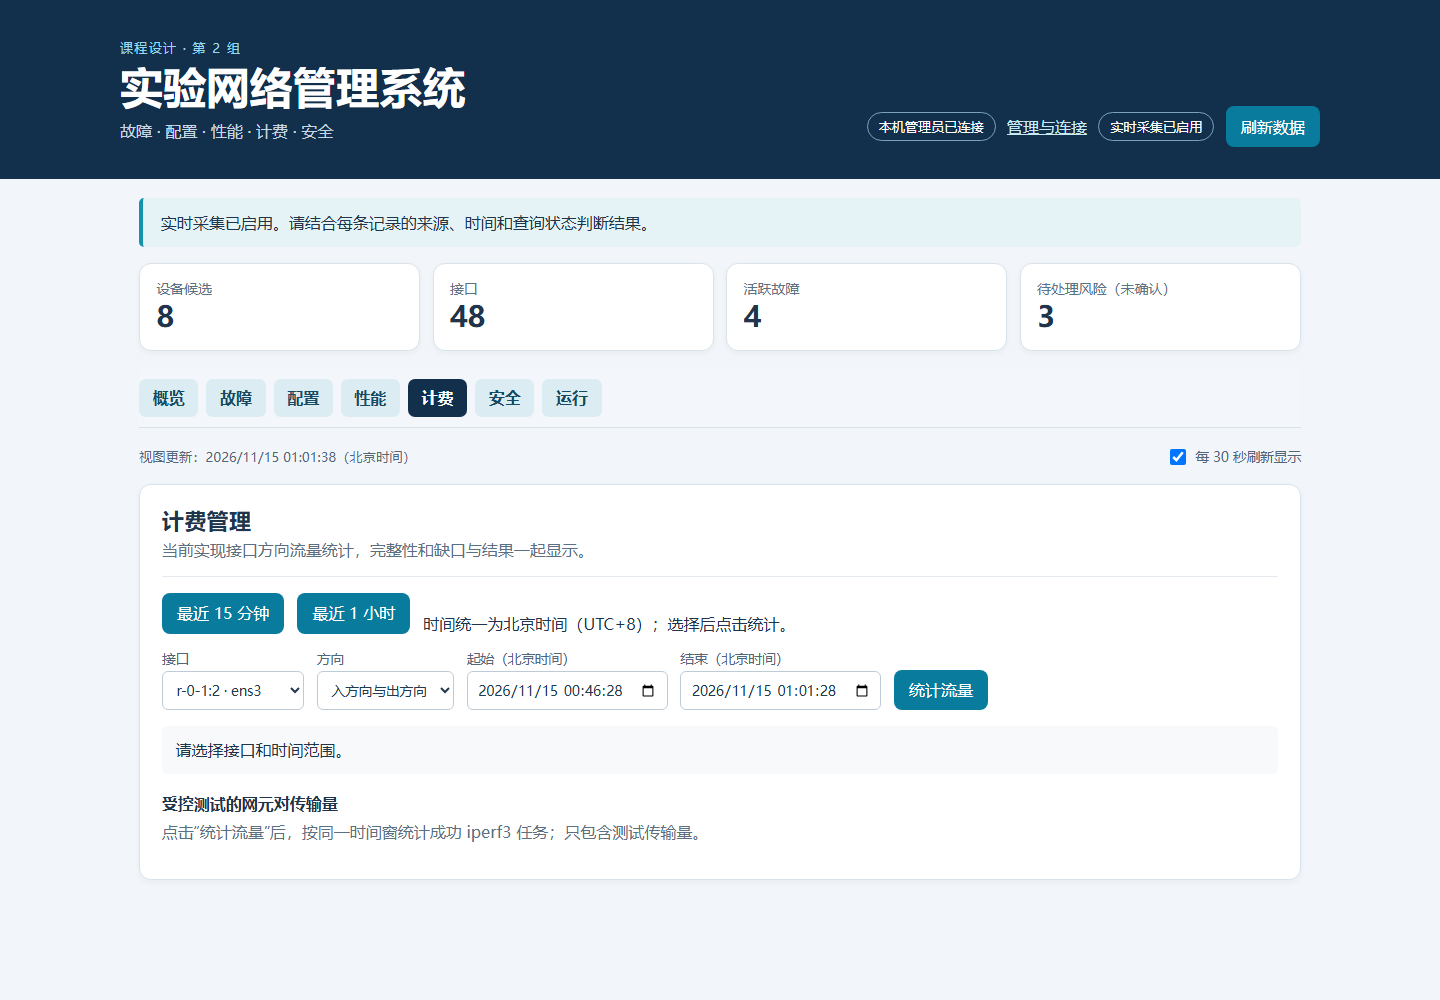 课程设计 · 第 2 组
实验网络管理系统
故障 · 配置 · 性能 · 计费 · 安全
本机管理员已连接 管理与连接 实时采集已启用 刷新数据
实时采集已启用。请结合每条记录的来源、时间和查询状态判断结果。
设备候选 接口 活跃故障 待处理风险（未确认）
8 48 4 3
概览 故障 配置 性能 计费 安全 运行
视图更新：2026/11/15 01:01:38（北京时间） 每 30 秒刷新显示
计费管理
当前实现接口方向流量统计，完整性和缺口与结果一起显示。
最近 15 分钟 最近 1 小时 时间统一为北京时间（UTC+8）；选择后点击统计。
接口 方向 起始（北京时间） 结束（北京时间）
r-0-1:2 · ens3 入方向与出方向 2026/11/15 00:46:28 2026/11/15 01:01:28 统计流量
请选择接口和时间范围。
受控测试的网元对传输量
点击“统计流量”后，按同一时间窗统计成功 iperf3 任务；只包含测试传输量。